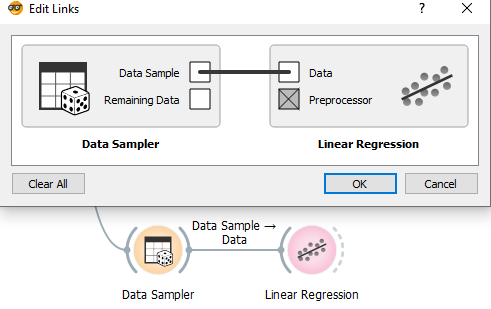 Edit Links
?
Data Sample
Data
Remaining Data
Preprocessor
Data Sampler
Linear Regression
Clear All
OK
Cancel
Data Sample →
Data
Data Sampler
Linear Regression